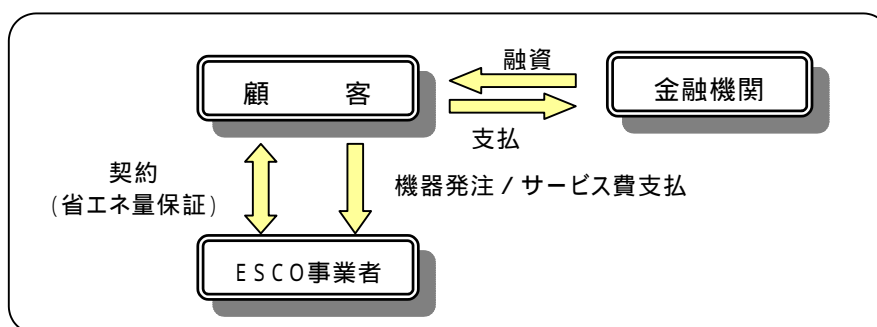 融資
顧　　客
金融機関
支払
契約
(省エネ量保証)
機器発注/サービス費支払
ESCO事業者